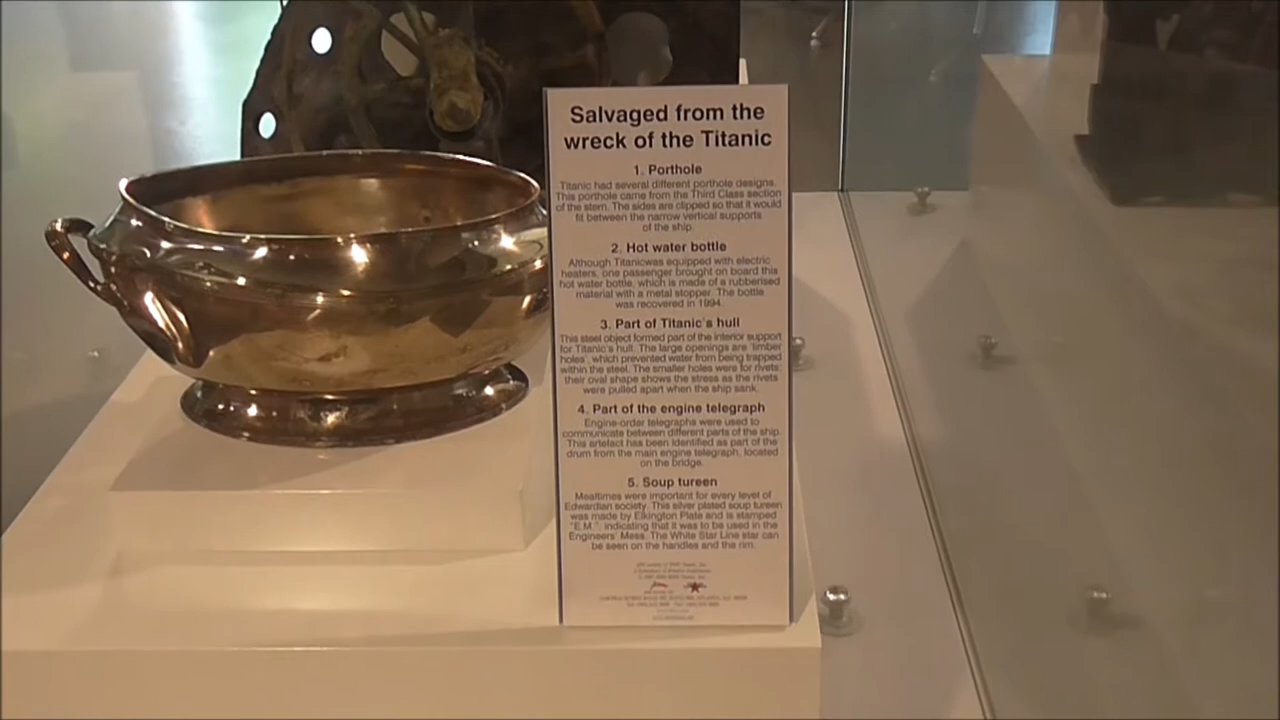 Salvaged from the
wreck of the Titanic
1. Porthole
Titanic had several different porthole designs.
This porthole came from the Third Class section
of the stern. The sides are clipped so that it would
fit between the narrow vertical supports
of the ship.
2. Hot water bottle
Although Titanicwas equipped with electric
heaters, one passenger brought on board this
hot water bottle, which is made of a rubberised
material with a metal stopper. The bottle
was recovered in 1994.
3. Part of Titanic's hull
This steel object formed part of the interior support
for Titanic's hull. The large openings are 'limber
holes', which prevented water from being trapped
within the steel. The smaller holes were for rivets;
their oval shape shows the stress as the rivets
were pulled apart when the ship sank.
4. Part of the engine telegraph
Engine-order telegraphs were used to
communicate between different parts of the ship.
This artefact has been identified as part of the
drum from the main engine telegraph, located
on the bridge.
5. Soup tureen
Mealtimes were important for every level of
Edwardian society. This silver plated soup tureen
was made by Elkington Plate and is stamped
"E.M.", indicating that it was to be used in the
Engineers' Mess. The White Star Line star can
be seen on the handles and the rim.